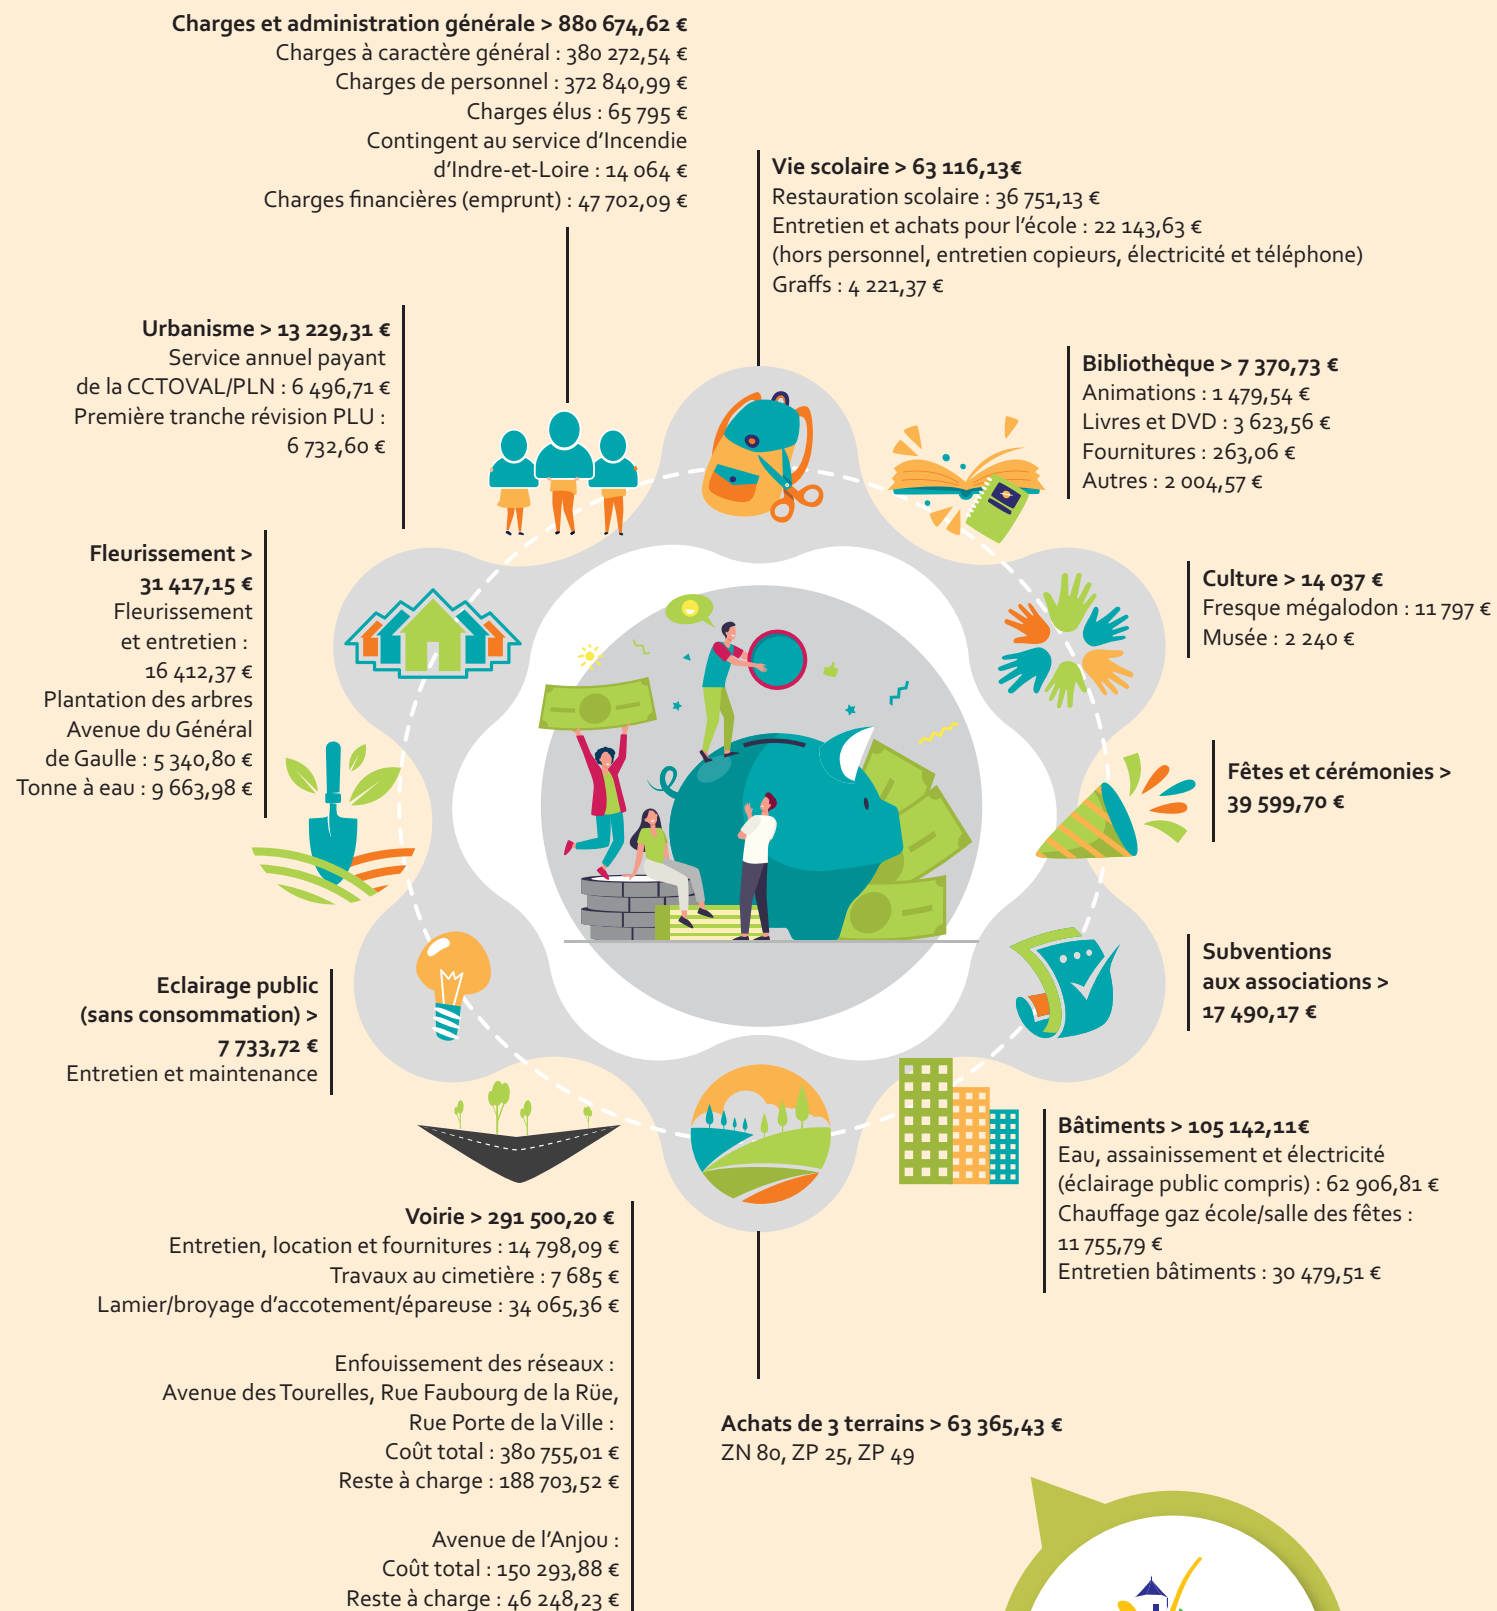 Charges et administration générale > 880 674,62 €
Charges à caractère général : 380 272,54 €
Charges de personnel : 372 840,99 €
Charges élus : 65 795 €
Contingent au service d’Incendie
d’Indre-et-Loire : 14 064 €
Charges financières (emprunt) : 47 702,09 €
Vie scolaire > 63 116,13€
Restauration scolaire : 36 751,13 €
Entretien et achats pour l’école : 22 143,63 €
(hors personnel, entretien copieurs, électricité et téléphone)
Graffs : 4 221,37 €
Urbanisme > 13 229,31 €
Service annuel payant
de la CCTOVAL/PLN : 6 496,71 €
Première tranche révision PLU :
6 732,60 €
Bibliothèque > 7 370,73 €
Animations : 1 479,54 €
Livres et DVD : 3 623,56 €
Fournitures : 263,06 €
Autres : 2 004,57 €
Fleurissement >
31 417,15 €
Fleurissement
et entretien :
16 412,37 €
Plantation des arbres
Avenue du Général
de Gaulle : 5 340,80 €
Tonne à eau : 9 663,98 €
Culture > 14 037 €
Fresque mégalodon : 11 797 €
Musée : 2 240 €
Fêtes et cérémonies >
39 599,70 €
Subventions
aux associations >
17 490,17 €
Eclairage public
(sans consommation) >
7 733,72 €
Entretien et maintenance
Bâtiments > 105 142,11€
Eau, assainissement et électricité
(éclairage public compris) : 62 906,81 €
Chauffage gaz école/salle des fêtes :
11 755,79 €
Entretien bâtiments : 30 479,51 €
Voirie > 291 500,20 €
Entretien, location et fournitures : 14 798,09 €
Travaux au cimetière : 7 685 €
Lamier/broyage d’accotement/épareuse : 34 065,36 €
Enfouissement des réseaux :
Avenue des Tourelles, Rue Faubourg de la Rüe,
Rue Porte de la Ville :
Coût total : 380 755,01 €
Reste à charge : 188 703,52 €
Avenue de l’Anjou :
Coût total : 150 293,88 €
Reste à charge : 46 248,23 €
Achats de 3 terrains > 63 365,43 €
ZN 80, ZP 25, ZP 49